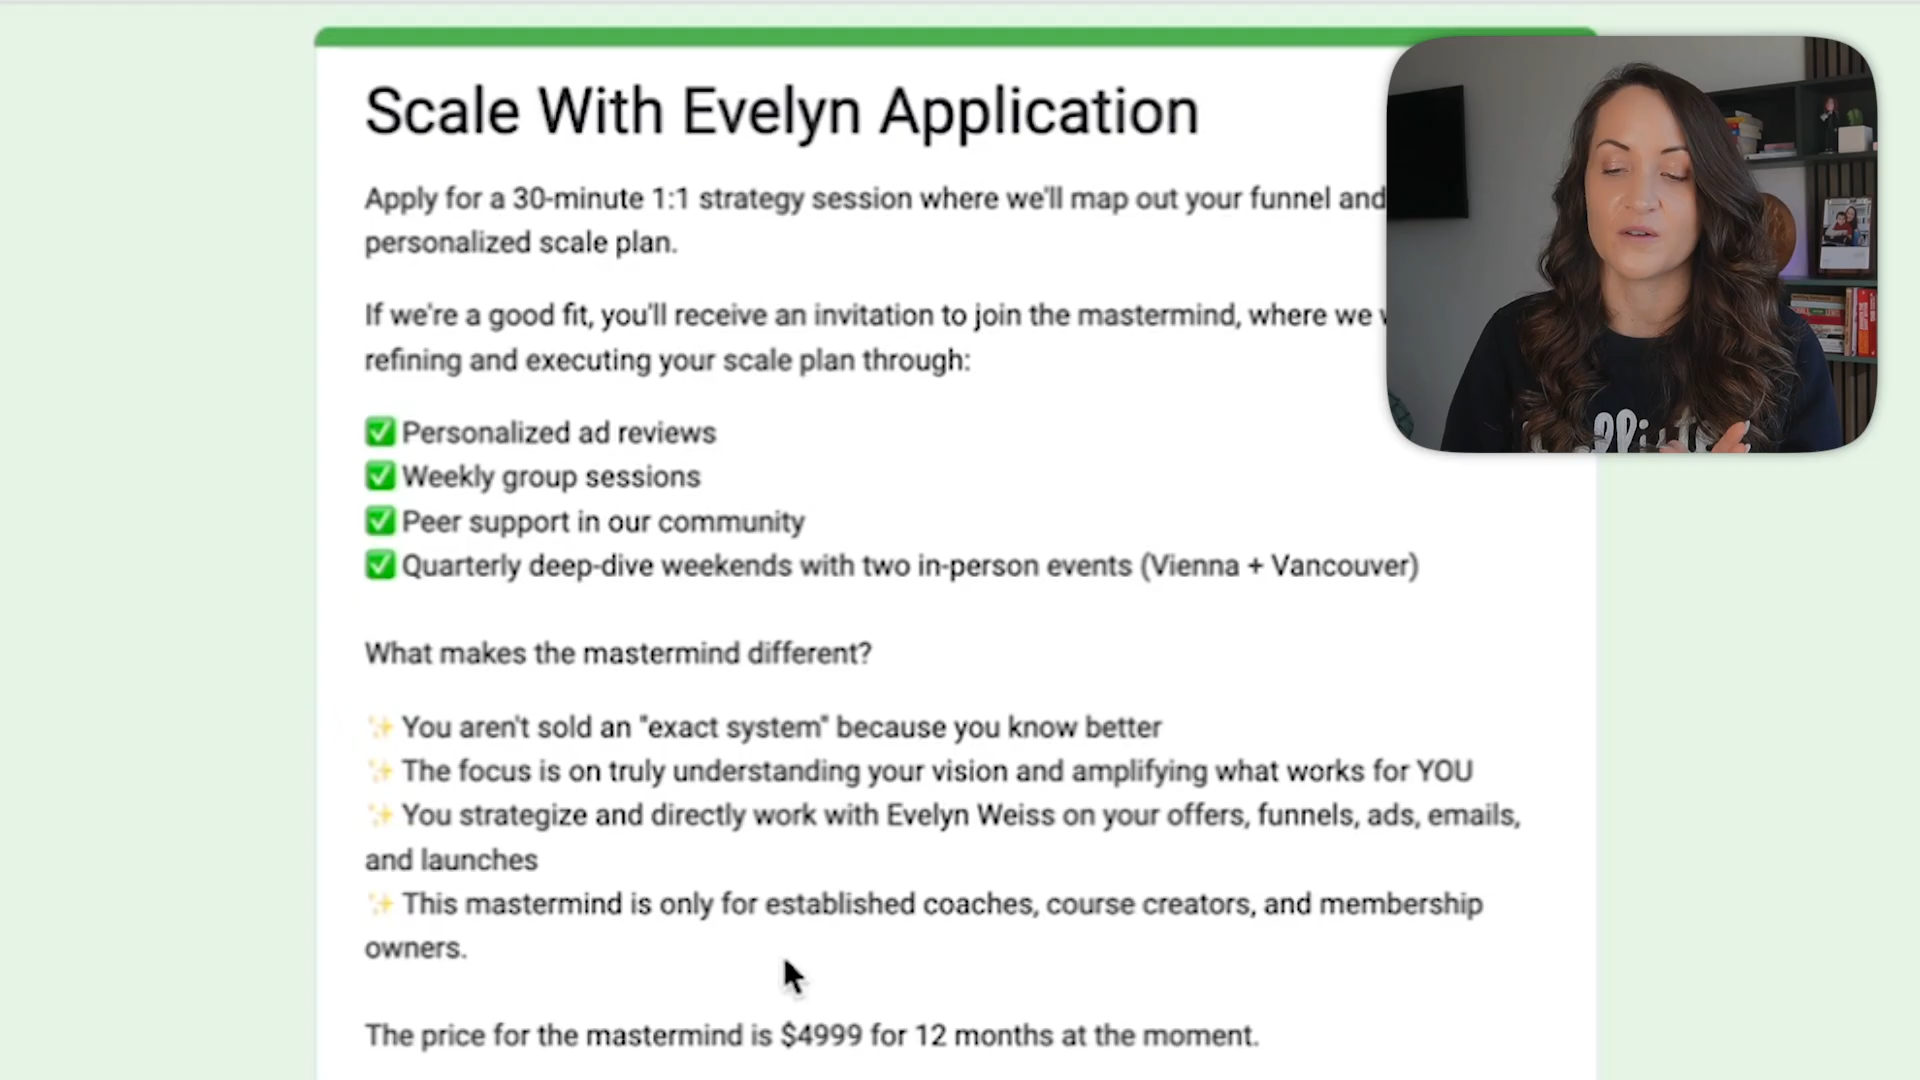 Scale With Evelyn Application
Apply for a 30-minute 1:1 strategy session where we'll map out your funnel and
personalized scale plan.
If we're a good fit, you'll receive an invitation to join the mastermind, where we
refining and executing your scale plan through:
✅ Personalized ad reviews
✅ Weekly group sessions
✅ Peer support in our community
✅ Quarterly deep-dive weekends with two in-person events (Vienna + Vancouver)
What makes the mastermind different?
✨ You aren't sold an "exact system" because you know better
✨ The focus is on truly understanding your vision and amplifying what works for YOU
✨ You strategize and directly work with Evelyn Weiss on your offers, funnels, ads, emails,
and launches
✨ This mastermind is only for established coaches, course creators, and membership
owners.
The price for the mastermind is $4999 for 12 months at the moment.